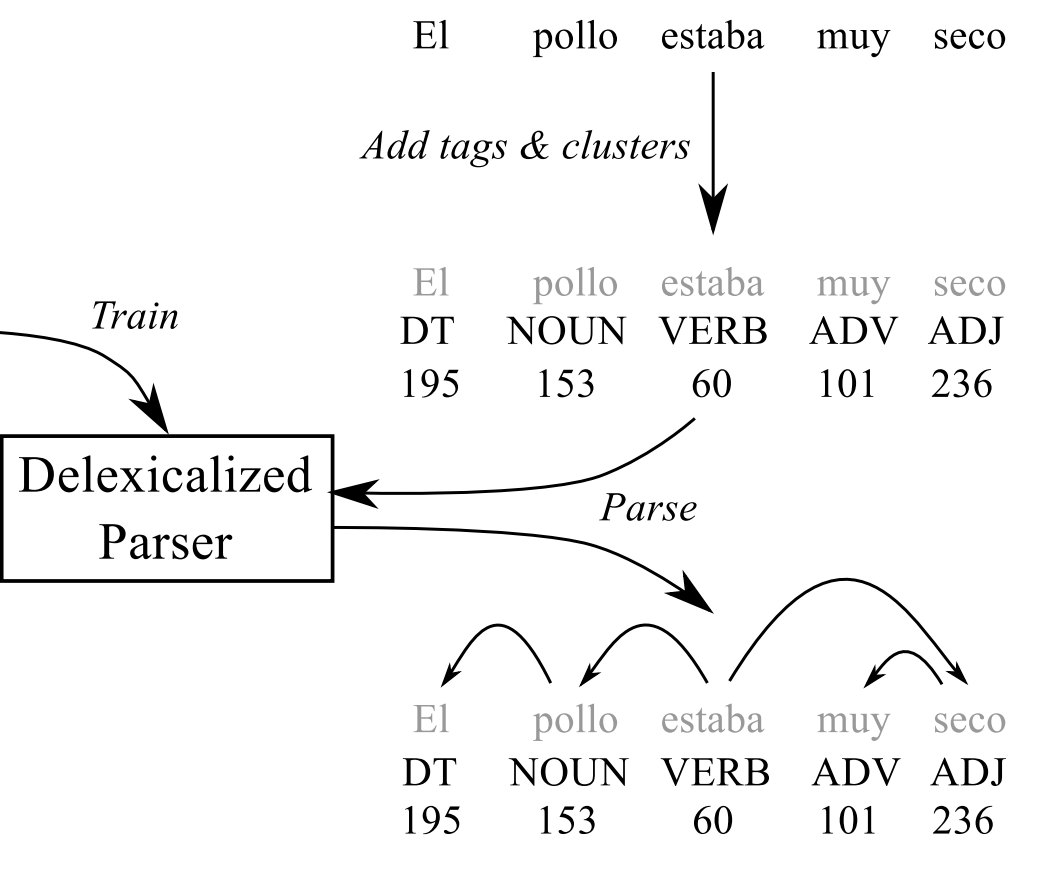 El pollo estaba muy seco
Add tags & clusters
El pollo estaba muy seco
DT NOUN VERB ADV ADJ
195 153 60 101 236
Train
Delexicalized
Parser
Parse
El pollo estaba muy seco
DT NOUN VERB ADV ADJ
195 153 60 101 236